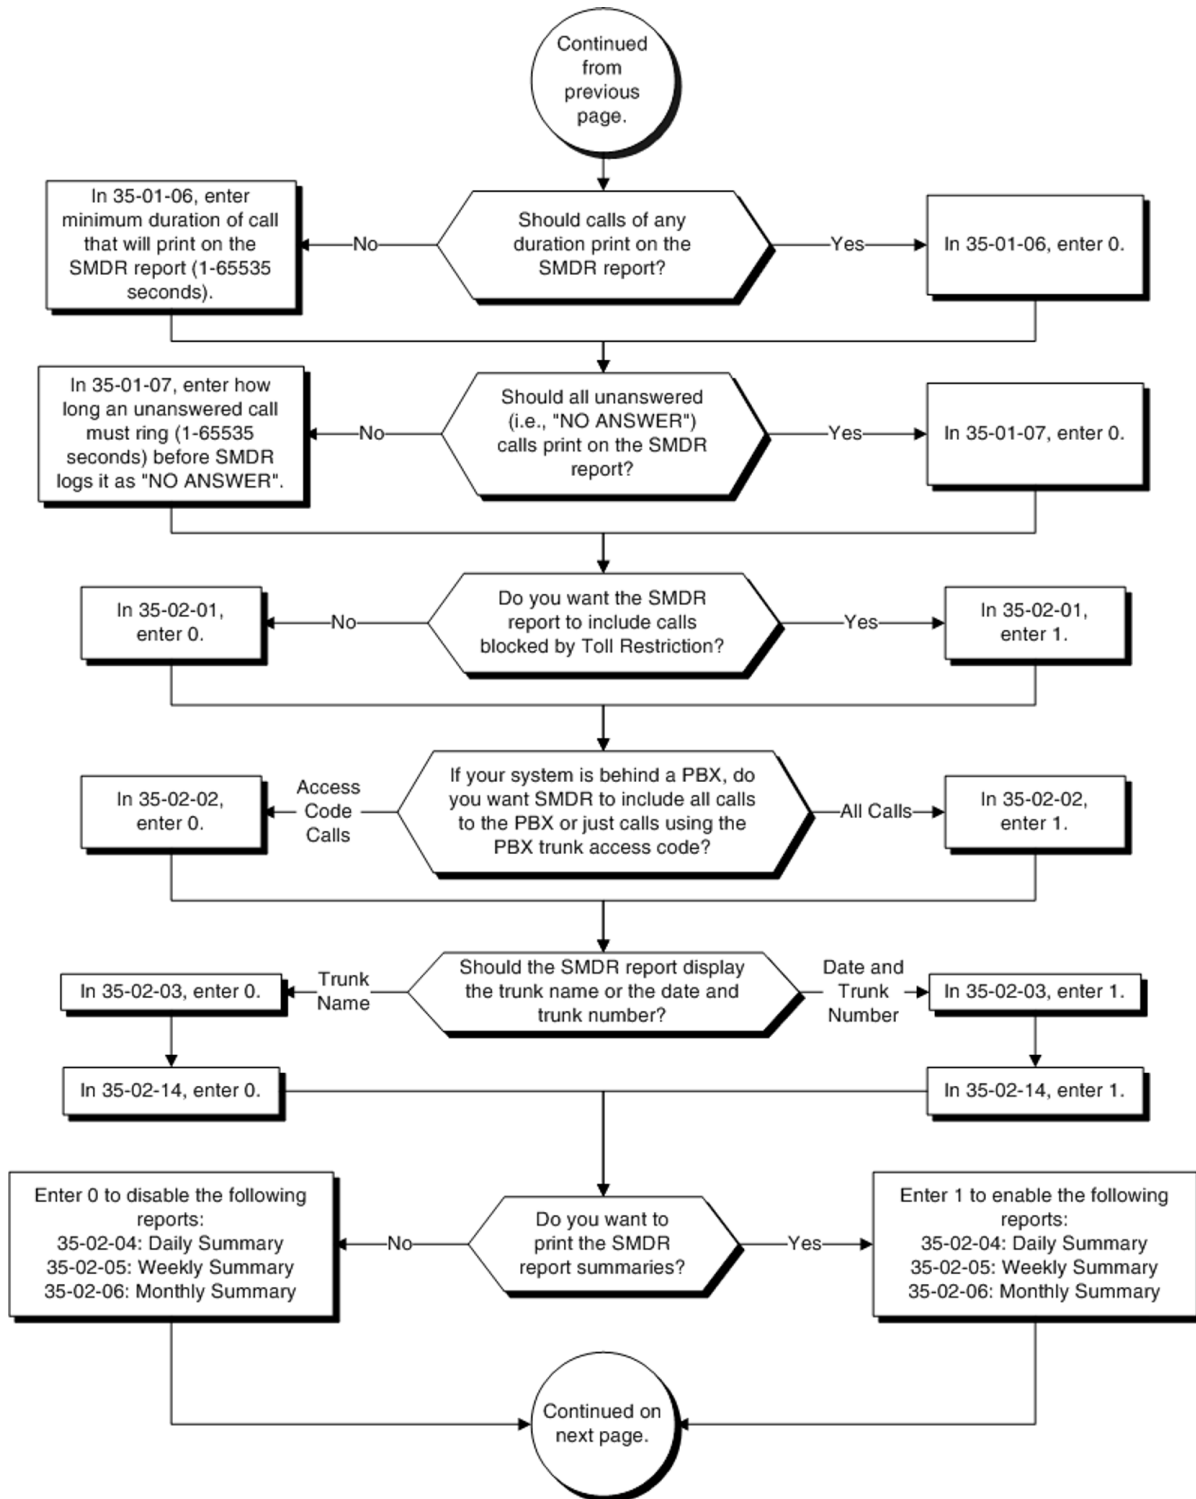 Continued
from
previous
page.
In 35-01-06, enter
minimum duration of call
that will print on the
SMDR report (1-65535
seconds).
No
Should calls of any
duration print on the
SMDR report?
Yes
In 35-01-06, enter 0.
In 35-01-07, enter how
long an unanswered call
must ring (1-65535
seconds) before SMDR
logs it as "NO ANSWER".
No
Should all unanswered
(i.e., "NO ANSWER")
calls print on the SMDR
report?
Yes
In 35-01-07, enter 0.
In 35-02-01,
enter 0.
No
Do you want the SMDR
report to include calls
blocked by Toll Restriction?
Yes
In 35-02-01,
enter 1.
In 35-02-02,
enter 0.
Access
Code
Calls
If your system is behind a PBX, do
you want SMDR to include all calls
to the PBX or just calls using the
PBX trunk access code?
All Calls
In 35-02-02,
enter 1.
In 35-02-03, enter 0.
Trunk
Name
Should the SMDR report display
the trunk name or the date and
trunk number?
Date and
Trunk
Number
In 35-02-03, enter 1.
In 35-02-14, enter 0.
In 35-02-14, enter 1.
Enter 0 to disable the following
reports:
35-02-04: Daily Summary
35-02-05: Weekly Summary
35-02-06: Monthly Summary
No
Do you want to
print the SMDR
report summaries?
Yes
Enter 1 to enable the following
reports:
35-02-04: Daily Summary
35-02-05: Weekly Summary
35-02-06: Monthly Summary
Continued on
next page.